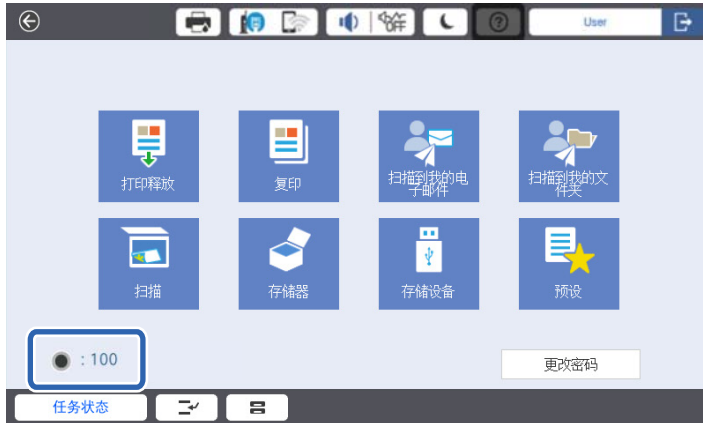 ?
User
打印释放
复印
扫描到我的电
子邮件
扫描到我的文
件夹
扫描
存储器
存储设备
预设
: 100
更改密码
任务状态